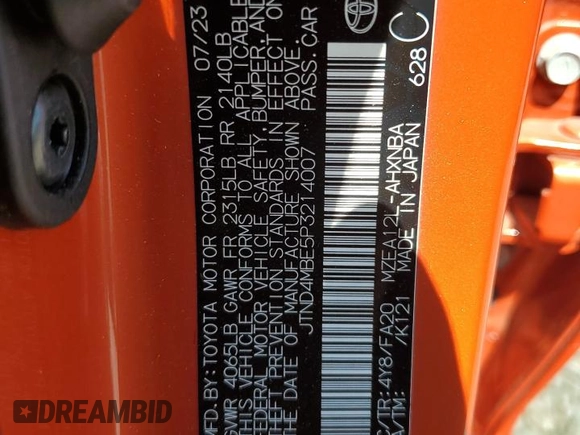 MFD.BY:TOYOTA MOTOR CORPORATION 07/23
GVWR 4065LB GAWR FR 2315LB RR 2140LB
THIS VEHICLE CONFORMS TO ALL APPLICABLE
FEDERAL MOTOR VEHICLE SAFETY, BUMPER, AND
THEFT PREVENTION STANDARDS IN EFFECT ON
THE DATE OF MANUFACTURE SHOWN ABOVE.
JTND4MBE5P3214007 PASS.CAR
C/TR:4Y8/FA20 MZEA12L-AHXNBA
A/TM: /K121 MADE IN JAPAN
628 C
DREAMBID